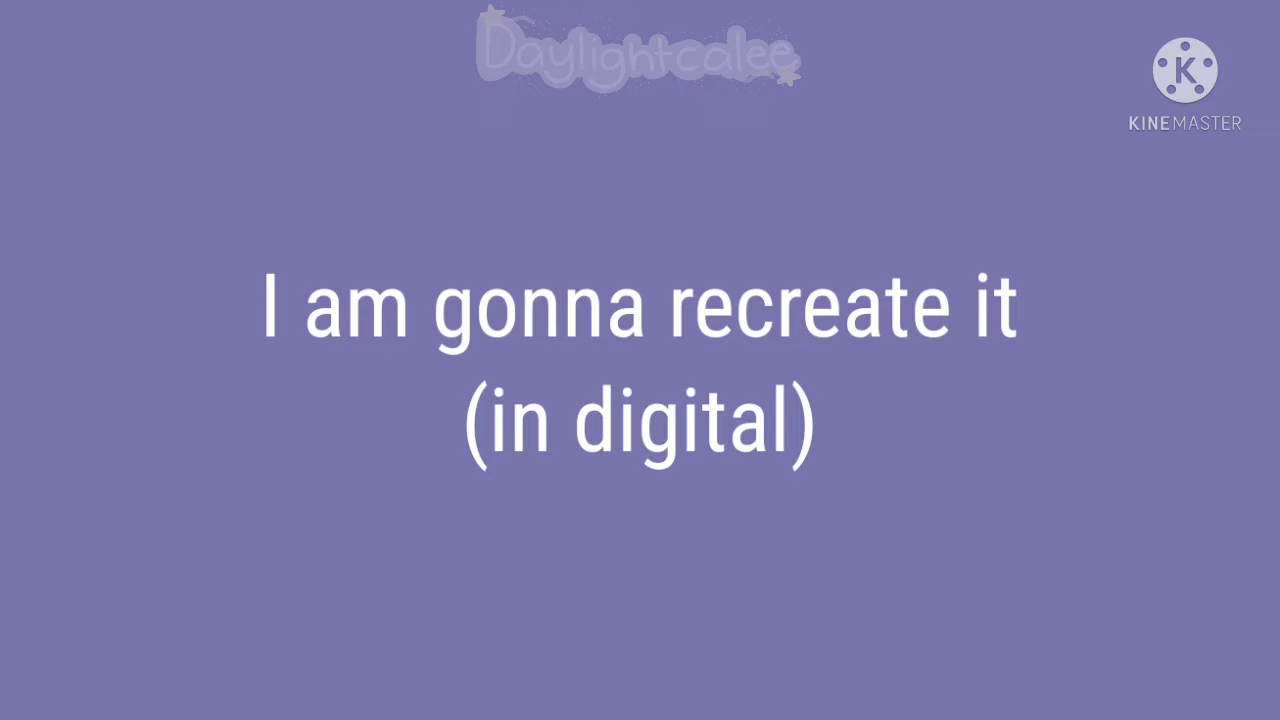 Daylightcalee
K
KINEMASTER
I am gonna recreate it
(in digital)